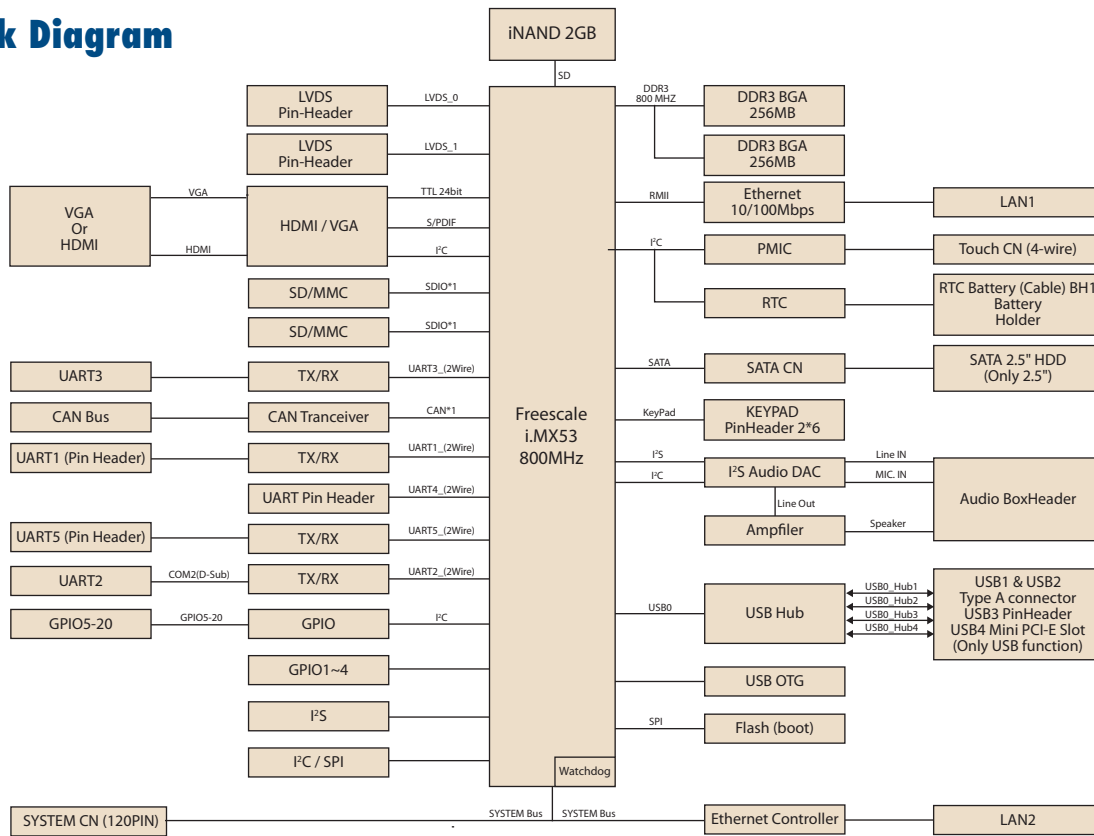 k Diagram
iNAND 2GB
SD
LVDS
Pin-Header
LVDS_0
DDR3
800 MHZ
DDR3 BGA
256MB
LVDS
Pin-Header
LVDS_1
DDR3 BGA
256MB
VGA
Or
HDMI
VGA
HDMI
HDMI / VGA
TTL 24bit
S/PDIF
I²C
RMII
Ethernet
10/100Mbps
LAN1
I²C
PMIC
Touch CN (4-wire)
SD/MMC
SDIO*1
RTC
RTC Battery (Cable) BH1
Battery
Holder
SD/MMC
SDIO*1
UART3
TX/RX
UART3_(2Wire)
SATA
SATA CN
SATA 2.5" HDD
(Only 2.5")
CAN Bus
CAN Tranceiver
CAN*1
Freescale
i.MX53
800MHz
KeyPad
KEYPAD
PinHeader 2*6
UART1 (Pin Header)
TX/RX
UART1_(2Wire)
I²S
I²C
I²S Audio DAC
Line IN
MIC. IN
Audio BoxHeader
UART Pin Header
UART4_(2Wire)
Line Out
Ampfiler
Speaker
UART5 (Pin Header)
TX/RX
UART5_(2Wire)
UART2
COM2(D-Sub)
TX/RX
UART2_(2Wire)
USB0
USB Hub
USB0_Hub1
USB0_Hub2
USB0_Hub3
USB0_Hub4
USB1 & USB2
Type A connector
USB3 PinHeader
USB4 Mini PCI-E Slot
(Only USB function)
GPIO5-20
GPIO5-20
GPIO
I²C
GPIO1~4
USB OTG
I²S
SPI
Flash (boot)
I²C / SPI
Watchdog
SYSTEM CN (120PIN)
SYSTEM Bus
SYSTEM Bus
Ethernet Controller
LAN2